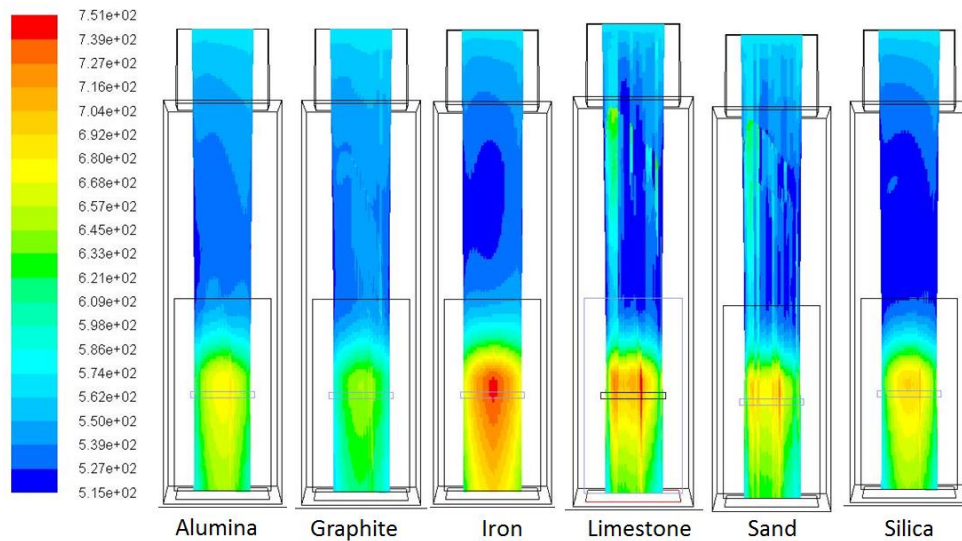 7.51e+02
7.39e+02
7.27e+02
7.16e+02
7.04e+02
6.92e+02
6.80e+02
6.68e+02
6.57e+02
6.45e+02
6.33e+02
6.21e+02
6.09e+02
5.98e+02
5.86e+02
5.74e+02
5.62e+02
5.50e+02
5.39e+02
5.27e+02
5.15e+02
Alumina Graphite Iron Limestone Sand Silica